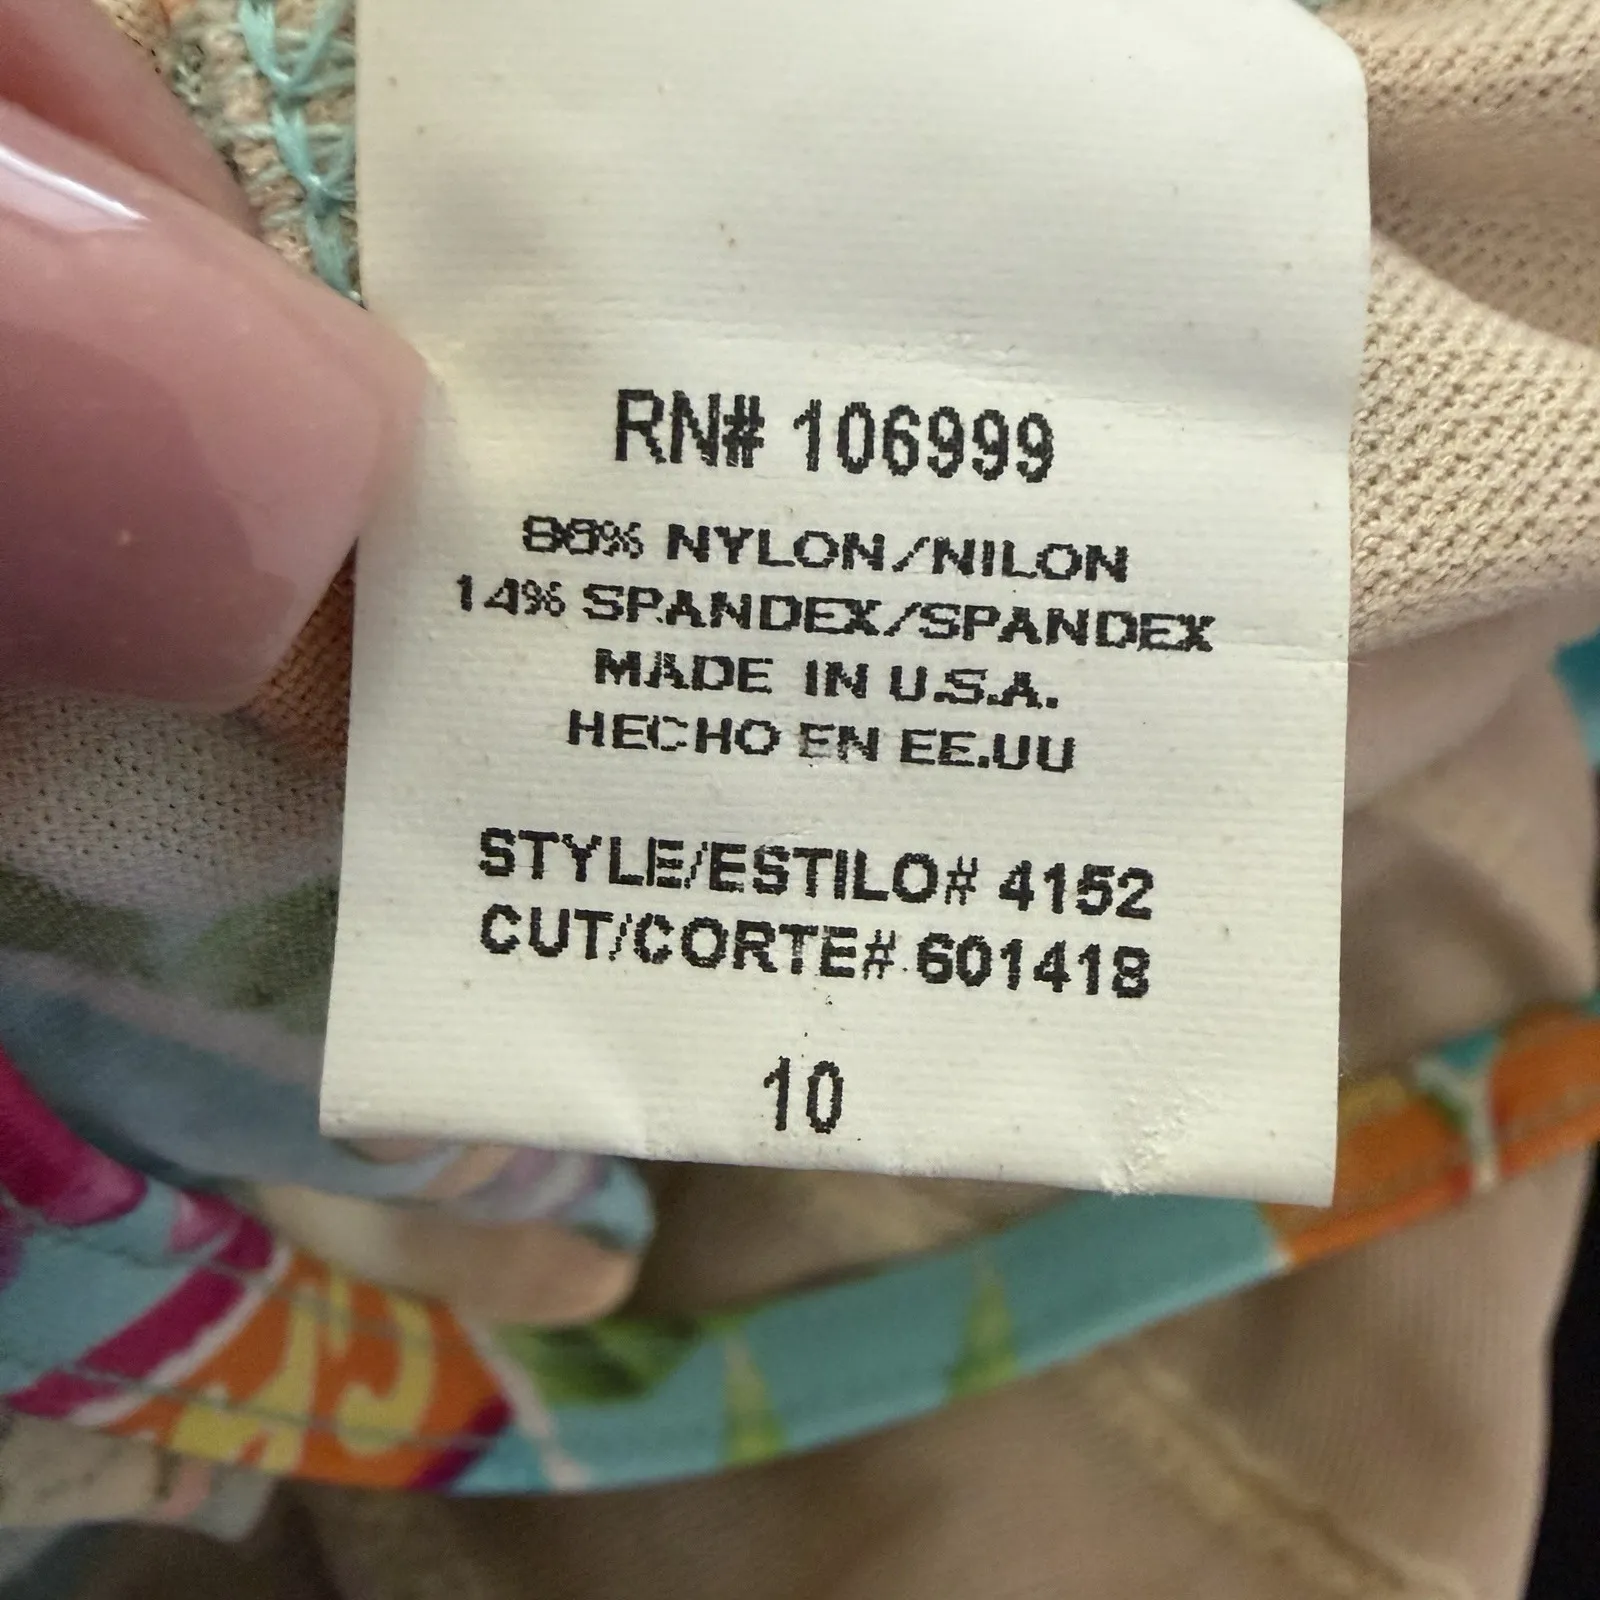 RN# 106999
86% NYLON/NILON
14% SPANDEX/SPANDEX
MADE IN U.S.A.
HECHO EN EE.UU
STYLE/ESTILO# 4152
CUT/CORTE# 601418
10